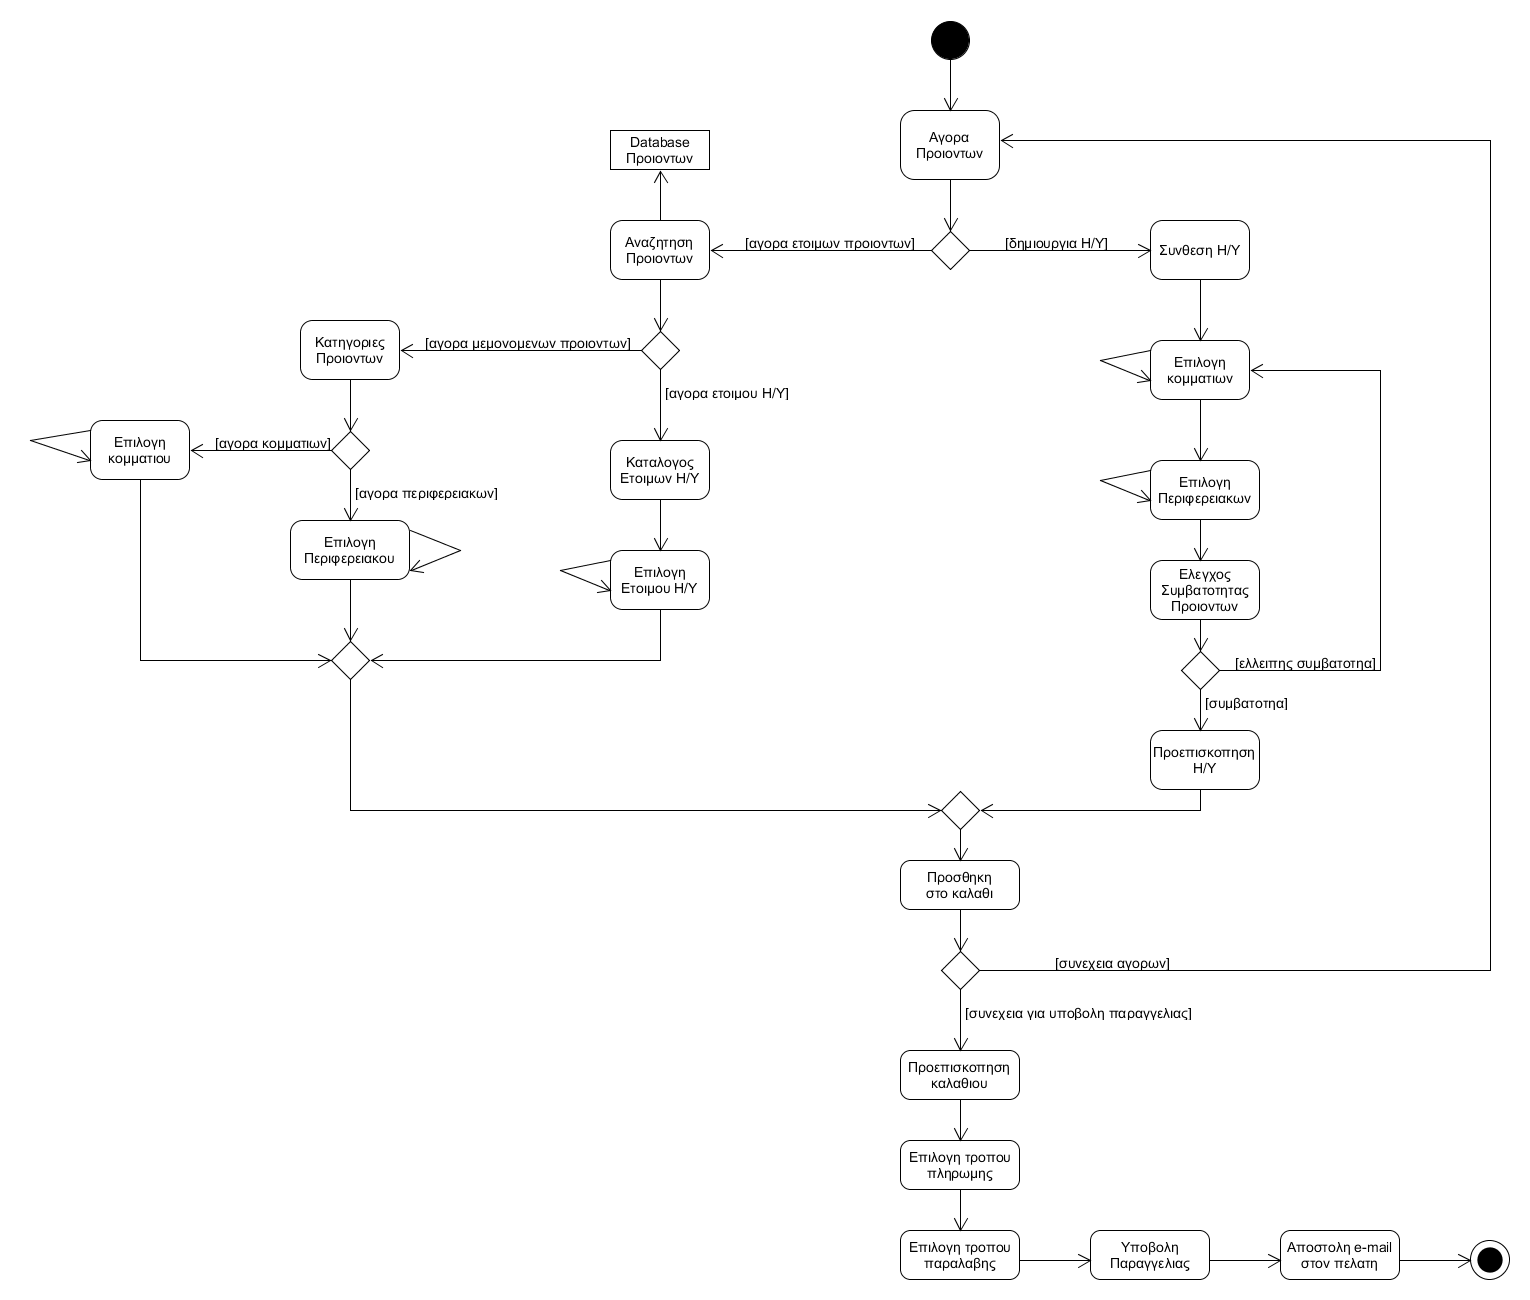 Αγορα
Προιοντων
Database
Προιοντων
Αναζητηση
Προιοντων
[αγορα ετοιμων προιοντων]
[δημιουργια Η/Υ]
Συνθεση Η/Υ
Κατηγοριες
Προιοντων
[αγορα μεμονομενων προιοντων]
[αγορα ετοιμου Η/Υ]
Επιλογη
κομματιων
Επιλογη
κομματιου
[αγορα κομματιων]
[αγορα περιφερειακων]
Καταλογος
Ετοιμων Η/Υ
Επιλογη
Περιφερειακων
Επιλογη
Περιφερειακου
Επιλογη
Ετοιμου Η/Υ
Ελεγχος
Συμβατοτητας
Προιοντων
[ελλειπης συμβατοτηα]
[συμβατοτηα]
Προεπισκοπηση
Η/Υ
Προσθηκη
στο καλαθι
[συνεχεια αγορων]
[συνεχεια για υποβολη παραγγελιας]
Προεπισκοπηση
καλαθιου
Επιλογη τροπου
πληρωμης
Επιλογη τροπου
παραλαβης
Υποβολη
Παραγγελιας
Αποστολη e-mail
στον πελατη